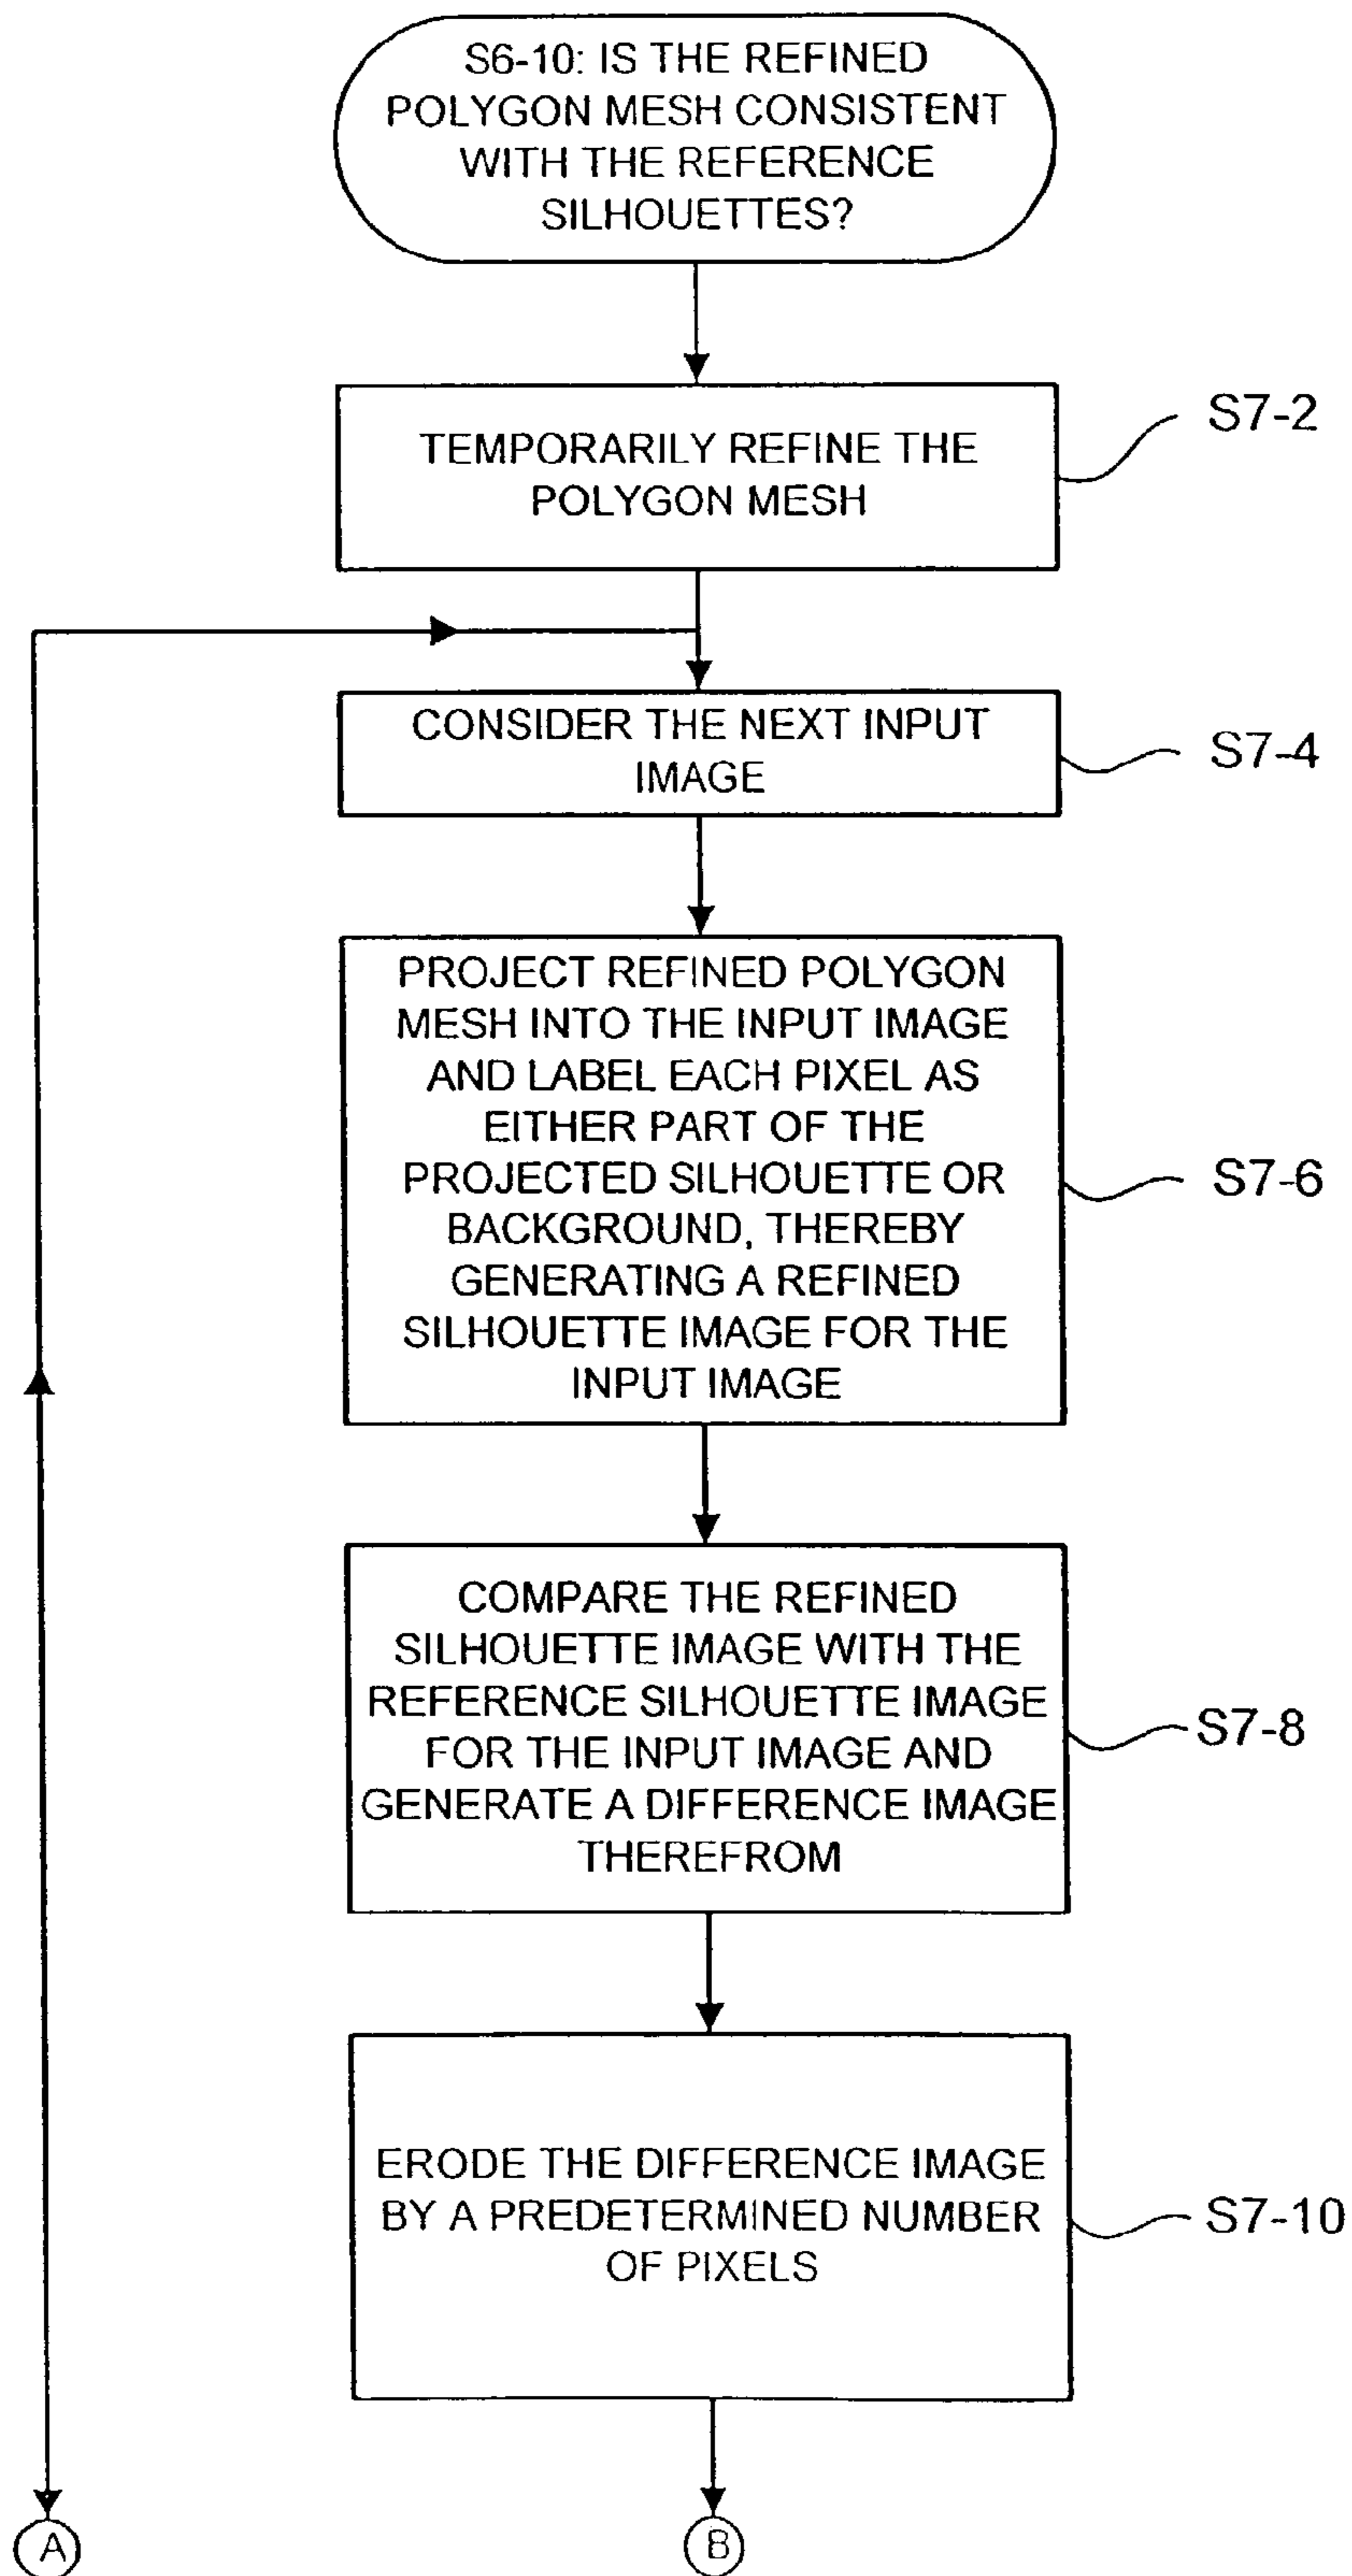 S6-10: IS THE REFINED
POLYGON MESH CONSISTENT
WITH THE REFERENCE
SILHOUETTES?
TEMPORARILY REFINE THE
POLYGON MESH
S7-2
CONSIDER THE NEXT INPUT
IMAGE
S7-4
PROJECT REFINED POLYGON
MESH INTO THE INPUT IMAGE
AND LABEL EACH PIXEL AS
EITHER PART OF THE
PROJECTED SILHOUETTE OR
BACKGROUND, THEREBY
GENERATING A REFINED
SILHOUETTE IMAGE FOR THE
INPUT IMAGE
S7-6
COMPARE THE REFINED
SILHOUETTE IMAGE WITH THE
REFERENCE SILHOUETTE IMAGE
FOR THE INPUT IMAGE AND
GENERATE A DIFFERENCE IMAGE
THEREFROM
S7-8
ERODE THE DIFFERENCE IMAGE
BY A PREDETERMINED NUMBER
OF PIXELS
S7-10
A
B